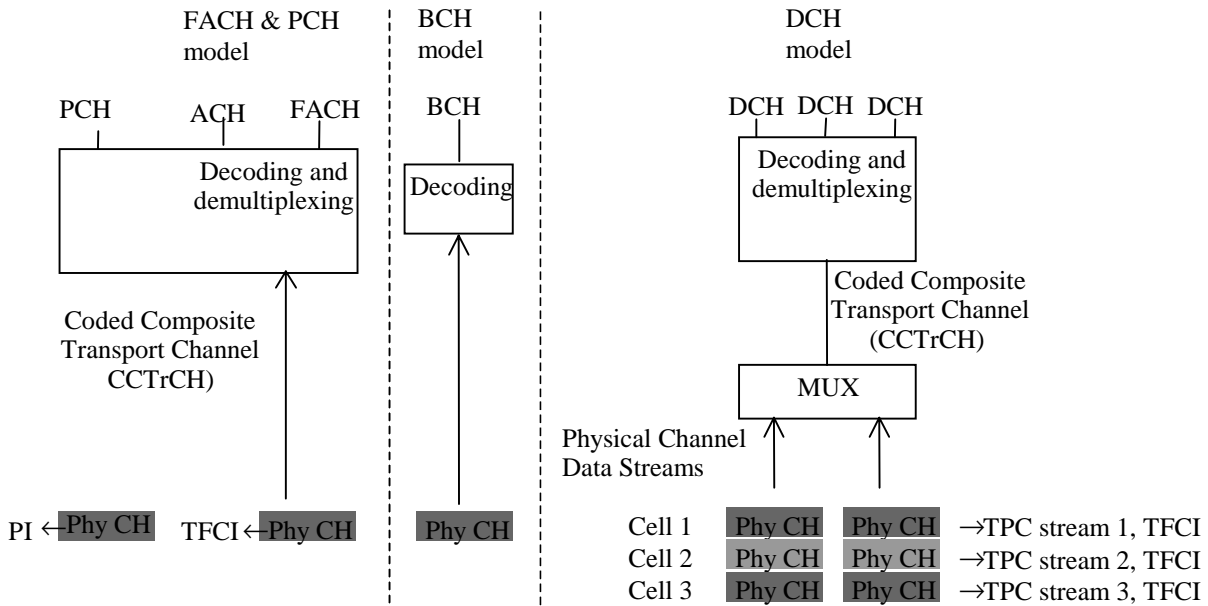 FACH & PCH
model
PCH
ACH
FACH
Decoding and
demultiplexing
Coded Composite
Transport Channel
CCTrCH)
PI ←Phy CH
TFCI ←Phy CH
BCH
model
BCH
Decoding
Phy CH
DCH
model
DCH DCH DCH
Decoding and
demultiplexing
Coded Composite
Transport Channel
(CCTrCH)
MUX
Physical Channel
Data Streams
Cell 1 Phy CH Phy CH →TPC stream 1, TFCI
Cell 2 Phy CH Phy CH →TPC stream 2, TFCI
Cell 3 Phy CH Phy CH →TPC stream 3, TFCI